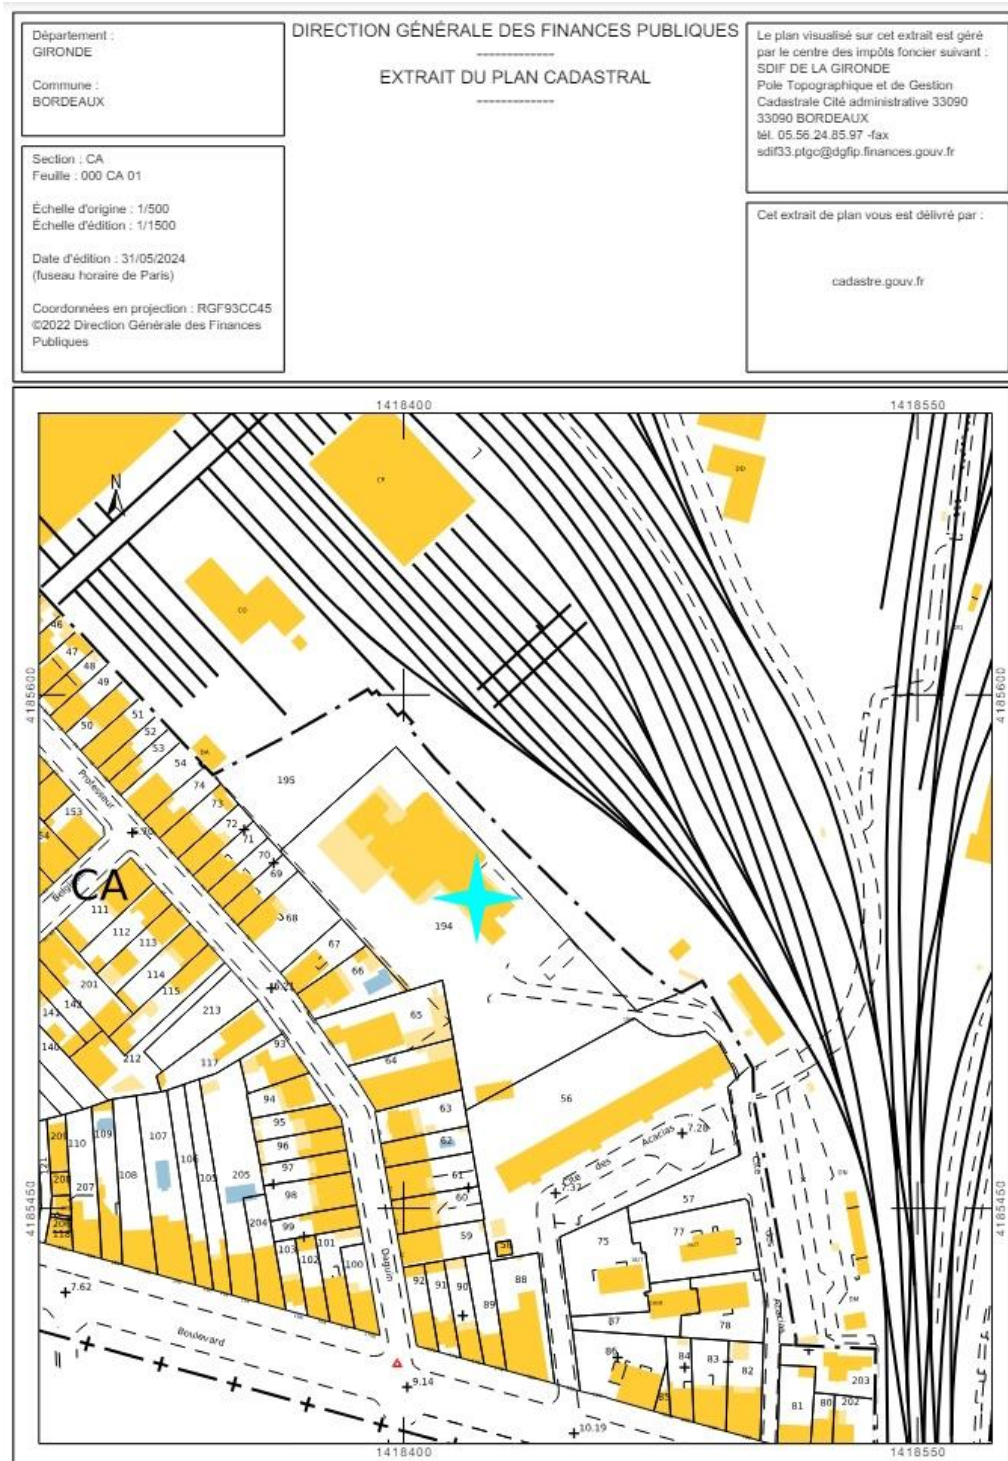 Département :
GIRONDE
Commune :
BORDEAUX
Section : CA
Feuille : 000 CA 01
Échelle d'origine : 1/500
Échelle d'édition : 1/1500
Date d'édition : 31/05/2024
(fuseau horaire de Paris)
Coordonnées en projection : RGF93CC45
©2022 Direction Générale des Finances
Publiques
DIRECTION GÉNÉRALE DES FINANCES PUBLIQUES
-------------
EXTRAIT DU PLAN CADASTRAL
-------------
Le plan visualisé sur cet extrait est géré
par le centre des impôts foncier suivant :
SDIF DE LA GIRONDE
Pole Topographique et de Gestion
Cadastrale Cité administrative 33090
33090 BORDEAUX
tél. 05.56.24.85.97 -fax
sdif33.ptgc@dgfip.finances.gouv.fr
Cet extrait de plan vous est délivré par :
cadastre.gouv.fr
1418400
1418550
N
DD
46
47
48
49
50
51
52
53
54
4185600
4185600
195
74
73
72
71
70
69
68
67
66
65
Professeur
153
CA
111
112
113
114
115
201
213
212
117
194
64
63
62
61
60
59
56
93
94
95
96
97
98
99
100
101
102
103
110
109
108
107
205
204
207
4185450
4185450
Cité des Acacias
7.28
7.32
57
75
77
78
87
86
84
83
82
81
80
202
203
92
91
90
89
88
Daguin
Cité des Acacias
7.62
Boulevard
9.14
10.19
1418400
1418550